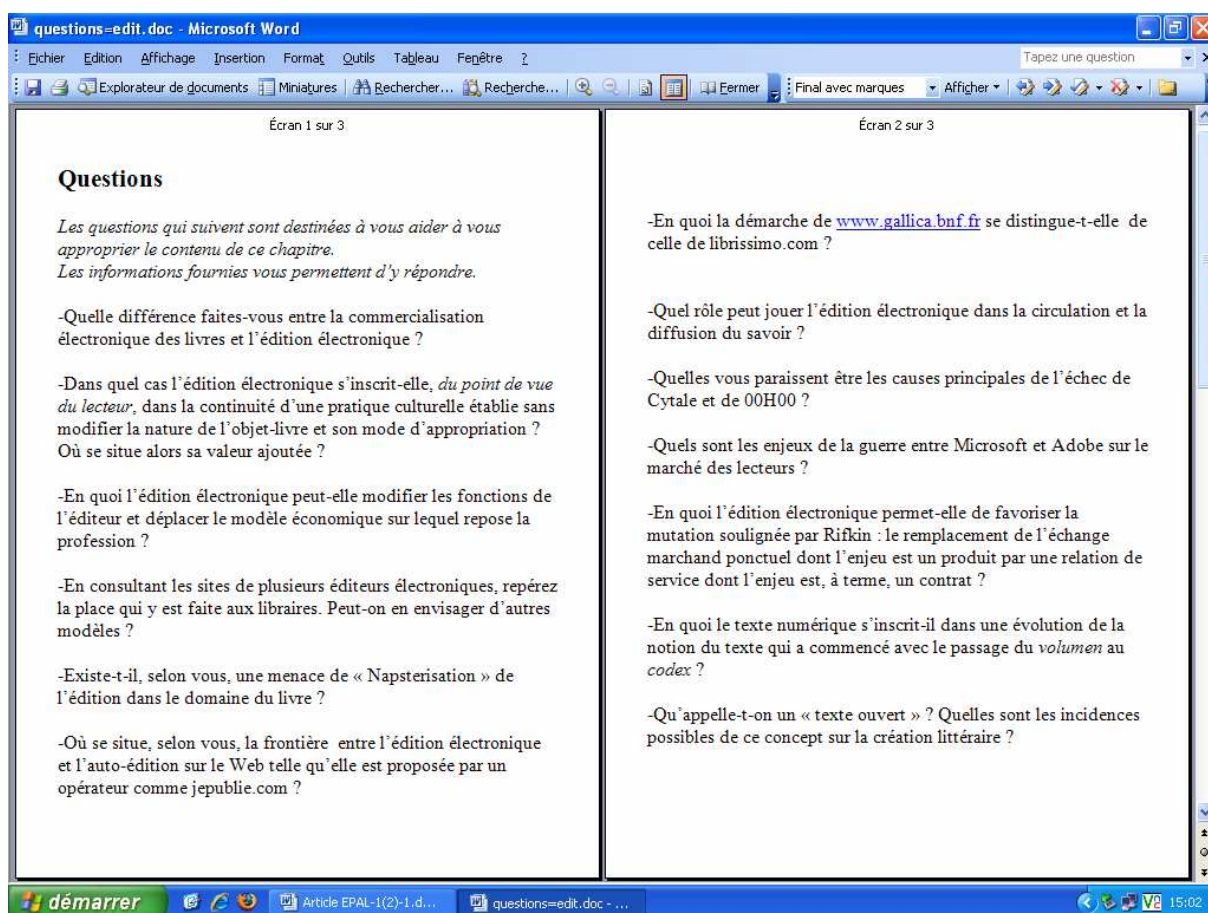 questions=edit.doc - Microsoft Word
Fichier Edition Affichage Insertion Format Outils Tableau Fenêtre ?
Tapez une question
Explorateur de documents Miniatures Rechercher... Recherche... Fermer Final avec marques Afficher
Écran 1 sur 3
Questions
Les questions qui suivent sont destinées à vous aider à vous
approprier le contenu de ce chapitre.
Les informations fournies vous permettent d’y répondre.
-Quelle différence faites-vous entre la commercialisation
électronique des livres et l’édition électronique ?
-Dans quel cas l’édition électronique s’inscrit-elle, du point de vue
du lecteur, dans la continuité d’une pratique culturelle établie sans
modifier la nature de l’objet-livre et son mode d’appropriation ?
Où se situe alors sa valeur ajoutée ?
-En quoi l’édition électronique peut-elle modifier les fonctions de
l’éditeur et déplacer le modèle économique sur lequel repose la
profession ?
-En consultant les sites de plusieurs éditeurs électroniques, repérez
la place qui y est faite aux libraires. Peut-on en envisager d’autres
modèles ?
-Existe-t-il, selon vous, une menace de « Napsterisation » de
l’édition dans le domaine du livre ?
-Où se situe, selon vous, la frontière entre l’édition électronique
et l’auto-édition sur le Web telle qu’elle est proposée par un
opérateur comme jepublie.com ?
Écran 2 sur 3
-En quoi la démarche de www.gallica.bnf.fr se distingue-t-elle de
celle de librissimo.com ?
-Quel rôle peut jouer l’édition électronique dans la circulation et la
diffusion du savoir ?
-Quelles vous paraissent être les causes principales de l’échec de
Cytale et de 00H00 ?
-Quels sont les enjeux de la guerre entre Microsoft et Adobe sur le
marché des lecteurs ?
-En quoi l’édition électronique permet-elle de favoriser la
mutation soulignée par Rifkin : le remplacement de l’échange
marchand ponctuel dont l’enjeu est un produit par une relation de
service dont l’enjeu est, à terme, un contrat ?
-En quoi le texte numérique s’inscrit-il dans une évolution de la
notion du texte qui a commencé avec le passage du volumen au
codex ?
-Qu’appelle-t-on un « texte ouvert » ? Quelles sont les incidences
possibles de ce concept sur la création littéraire ?
démarrer Article EPAL-1(2)-1.d... questions=edit.doc - ... 15:02